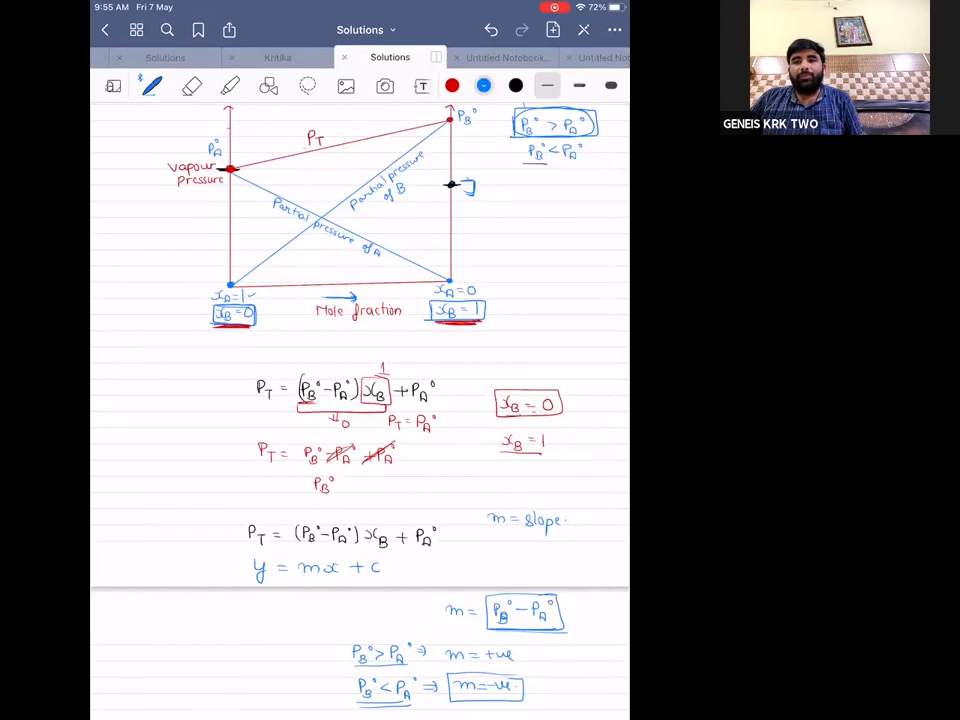 9:55 AM Fri 7 May
72%
Solutions
Solutions
Kritika
Solutions
Untitled Notebook...
Untitled No
GENEIS KRK TWO
P_A°
P_T
P_B°
P_B° > P_A°
P_B° < P_A°
Vapour
Pressure
Partial pressure of A
Partial pressure
of B
x_A=1
x_B=0
Mole fraction
x_A=0
x_B=1
1
P_T = (P_B° - P_A°) x_B + P_A°
x_B = 0
0
P_T = P_A°
P_T = P_B° - P_A° + P_A°
x_B = 1
P_B°
m = slope.
P_T = (P_B° - P_A°) x_B + P_A°
y = mx + c
m = P_B° - P_A°
P_B° > P_A° ⇒ m = +ve
P_B° < P_A° ⇒ m = -ve